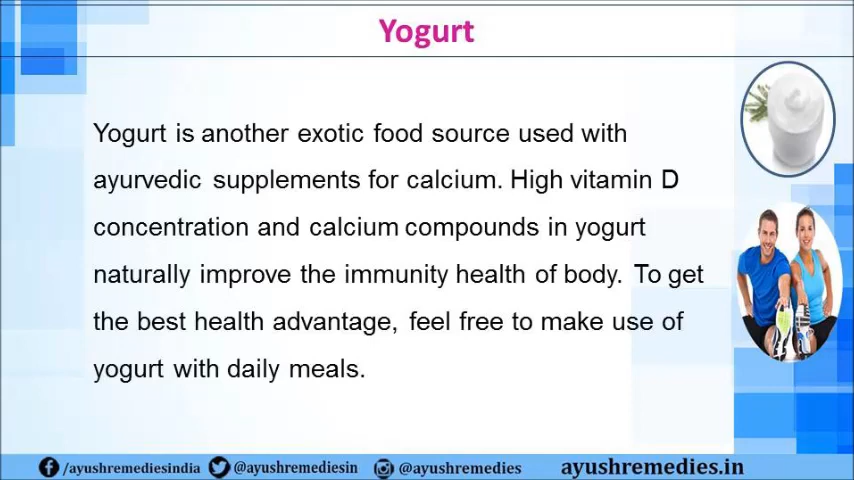 Yogurt
Yogurt is another exotic food source used with
ayurvedic supplements for calcium. High vitamin D
concentration and calcium compounds in yogurt
naturally improve the immunity health of body. To get
the best health advantage, feel free to make use of
yogurt with daily meals.
/ayushremediesindia @ayushremediesin @ayushremedies ayushremedies.in